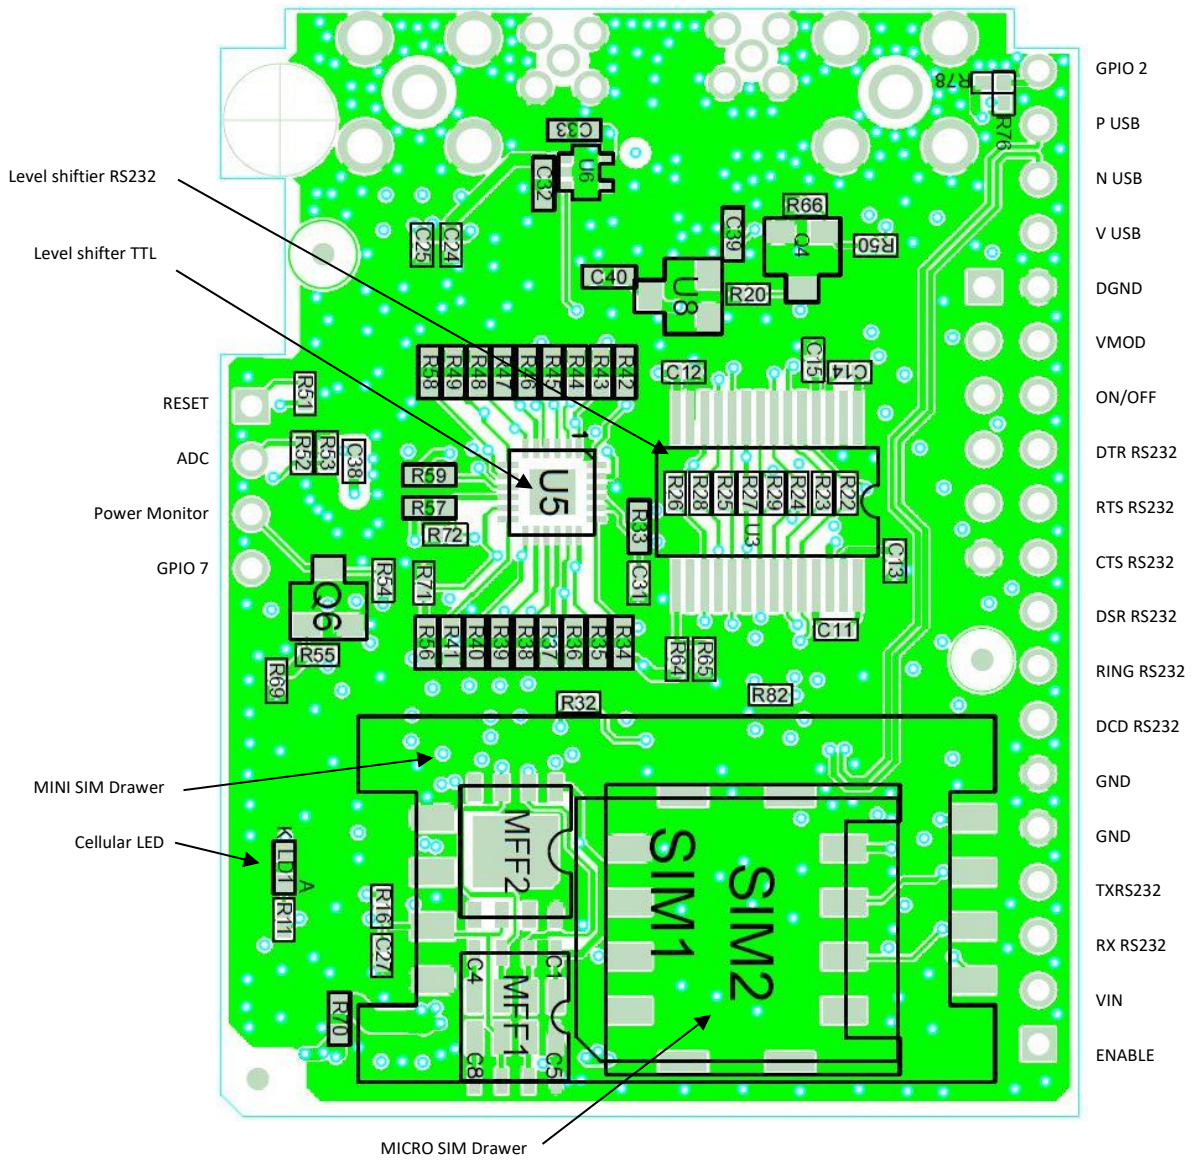 GPIO 2
R78
R76
P USB
C33
N USB
Level shiftier RS232
C32
U6
R66
V USB
Level shifter TTL
C25
C24
C39
Q4
R50
DGND
C40
U8
R20
VMOD
R58
R49
R48
R47
R46
R45
R44
R43
R42
C12
C15
C14
ON/OFF
RESET
R51
1
DTR RS232
ADC
R52
R53
C38
R59
U5
R26
R28
R25
R27
R29
R24
R23
R22
RTS RS232
Power Monitor
R57
R72
R33
U3
CTS RS232
GPIO 7
R54
R71
C31
C13
Q6
DSR RS232
R55
R56
R41
R40
R39
R38
R37
R36
R35
R34
C11
R69
R64
R65
RING RS232
R32
R82
DCD RS232
GND
MINI SIM Drawer
MFF2
SIM1
SIM2
GND
Cellular LED
K
LD1
A
TXRS232
R11
R16
C27
RX RS232
C4
C1
MFF1
R70
C8
C5
VIN
ENABLE
MICRO SIM Drawer